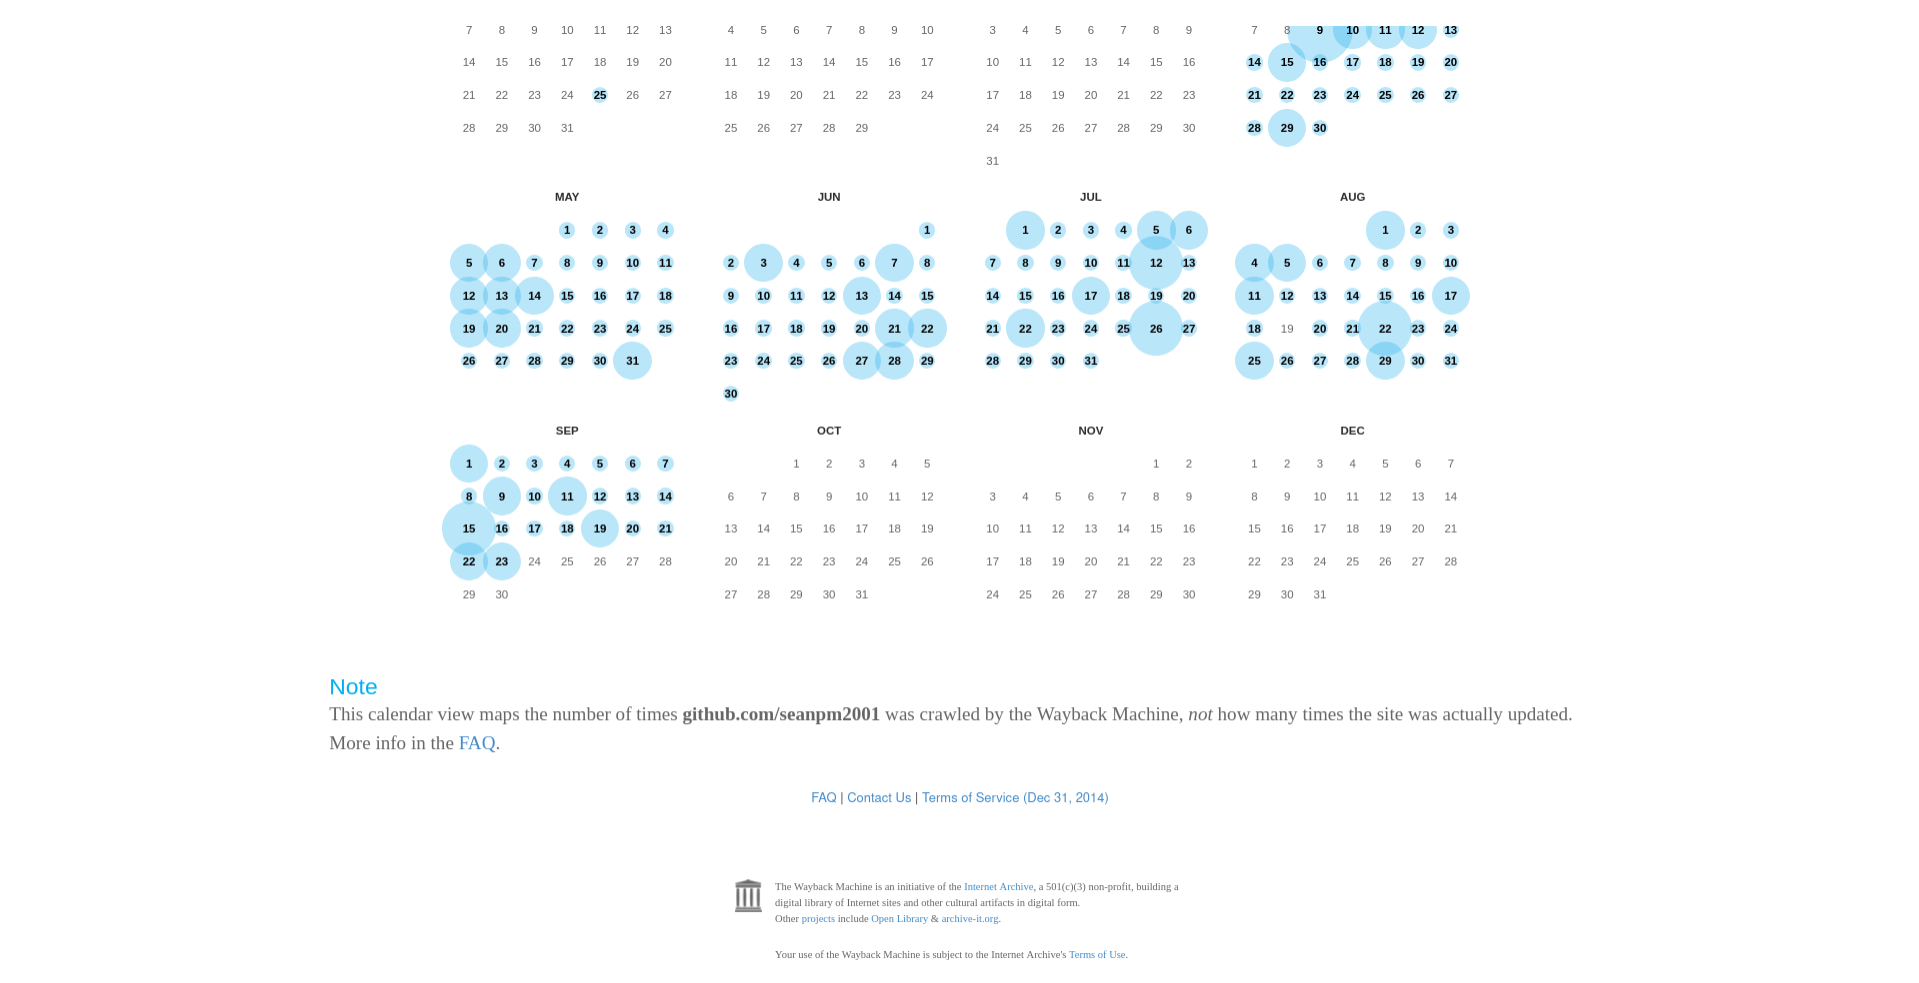 7 8 9 10 11 12 13 4 5 6 7 8 9 10 3 4 5 6 7 8 9 7 8 9 10 11 12 13
14 15 16 17 18 19 20 11 12 13 14 15 16 17 10 11 12 13 14 15 16 14 15 16 17 18 19 20
21 22 23 24 25 26 27 18 19 20 21 22 23 24 17 18 19 20 21 22 23 21 22 23 24 25 26 27
28 29 30 31 25 26 27 28 29 24 25 26 27 28 29 30 28 29 30
31
MAY JUN JUL AUG
1 2 3 4 1 1 2 3 4 5 6 1 2 3
5 6 7 8 9 10 11 2 3 4 5 6 7 8 7 8 9 10 11 12 13 4 5 6 7 8 9 10
12 13 14 15 16 17 18 9 10 11 12 13 14 15 14 15 16 17 18 19 20 11 12 13 14 15 16 17
19 20 21 22 23 24 25 16 17 18 19 20 21 22 21 22 23 24 25 26 27 18 19 20 21 22 23 24
26 27 28 29 30 31 23 24 25 26 27 28 29 28 29 30 31 25 26 27 28 29 30 31
30
SEP OCT NOV DEC
1 2 3 4 5 6 7 1 2 3 4 5 1 2 1 2 3 4 5 6 7
8 9 10 11 12 13 14 6 7 8 9 10 11 12 3 4 5 6 7 8 9 8 9 10 11 12 13 14
15 16 17 18 19 20 21 13 14 15 16 17 18 19 10 11 12 13 14 15 16 15 16 17 18 19 20 21
22 23 24 25 26 27 28 20 21 22 23 24 25 26 17 18 19 20 21 22 23 22 23 24 25 26 27 28
29 30 27 28 29 30 31 24 25 26 27 28 29 30 29 30 31
Note
This calendar view maps the number of times github.com/seanpm2001 was crawled by the Wayback Machine, not how many times the site was actually updated.
More info in the FAQ.
FAQ | Contact Us | Terms of Service (Dec 31, 2014)
The Wayback Machine is an initiative of the Internet Archive, a 501(c)(3) non-profit, building a
digital library of Internet sites and other cultural artifacts in digital form.
Other projects include Open Library & archive-it.org.
Your use of the Wayback Machine is subject to the Internet Archive's Terms of Use.